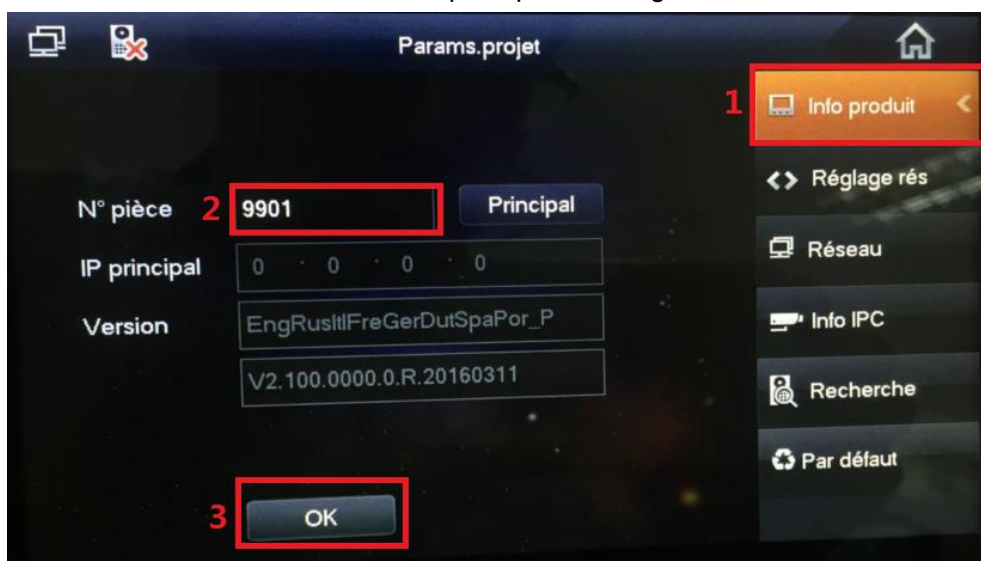 Params.projet
1
Info produit
Réglage rés
N° pièce
2
9901
Principal
Réseau
IP principal
0 . 0 . 0 . 0
Version
EngRusItlFreGerDutSpaPor_P
Info IPC
V2.100.0000.0.R.20160311
Recherche
Par défaut
3
OK